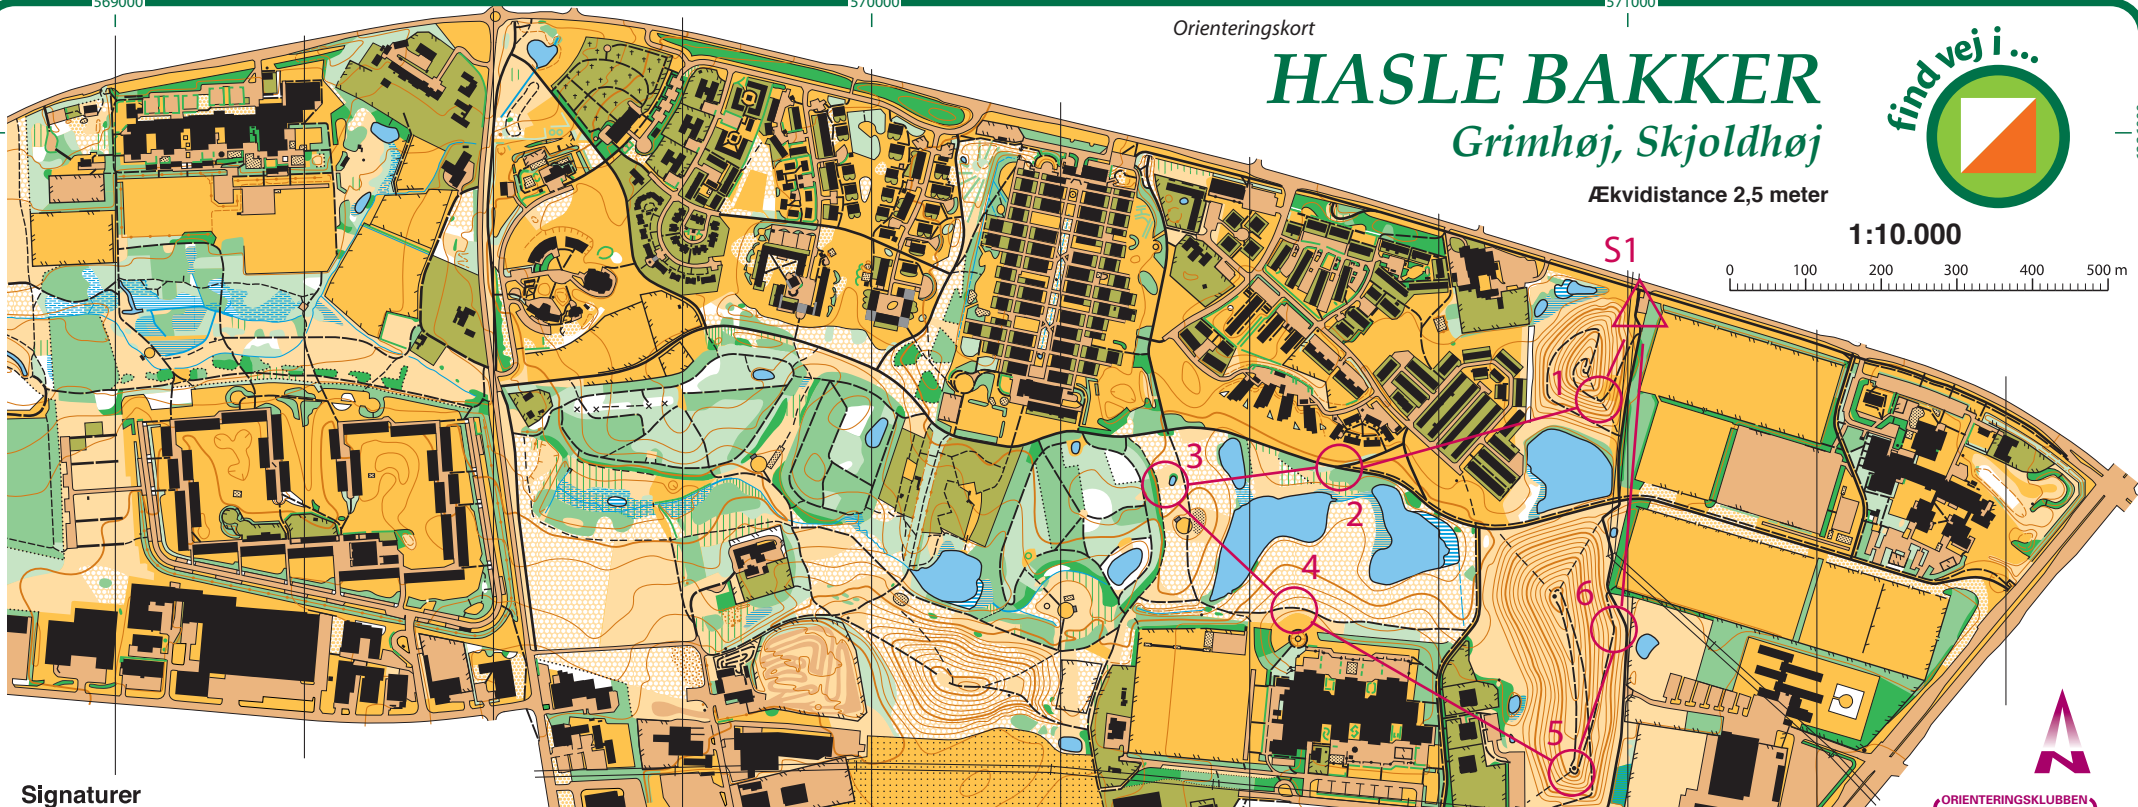 569000
570000
571000
Orienteringskort
HASLE BAKKER
Grimhøj, Skjoldhøj
Ækvidistance 2,5 meter
1:10.000
find vej i ...
0 100 200 300 400 500 m
S1
1
2
3
4
5
6
Signaturer
ORIENTERINGSKLUBBEN